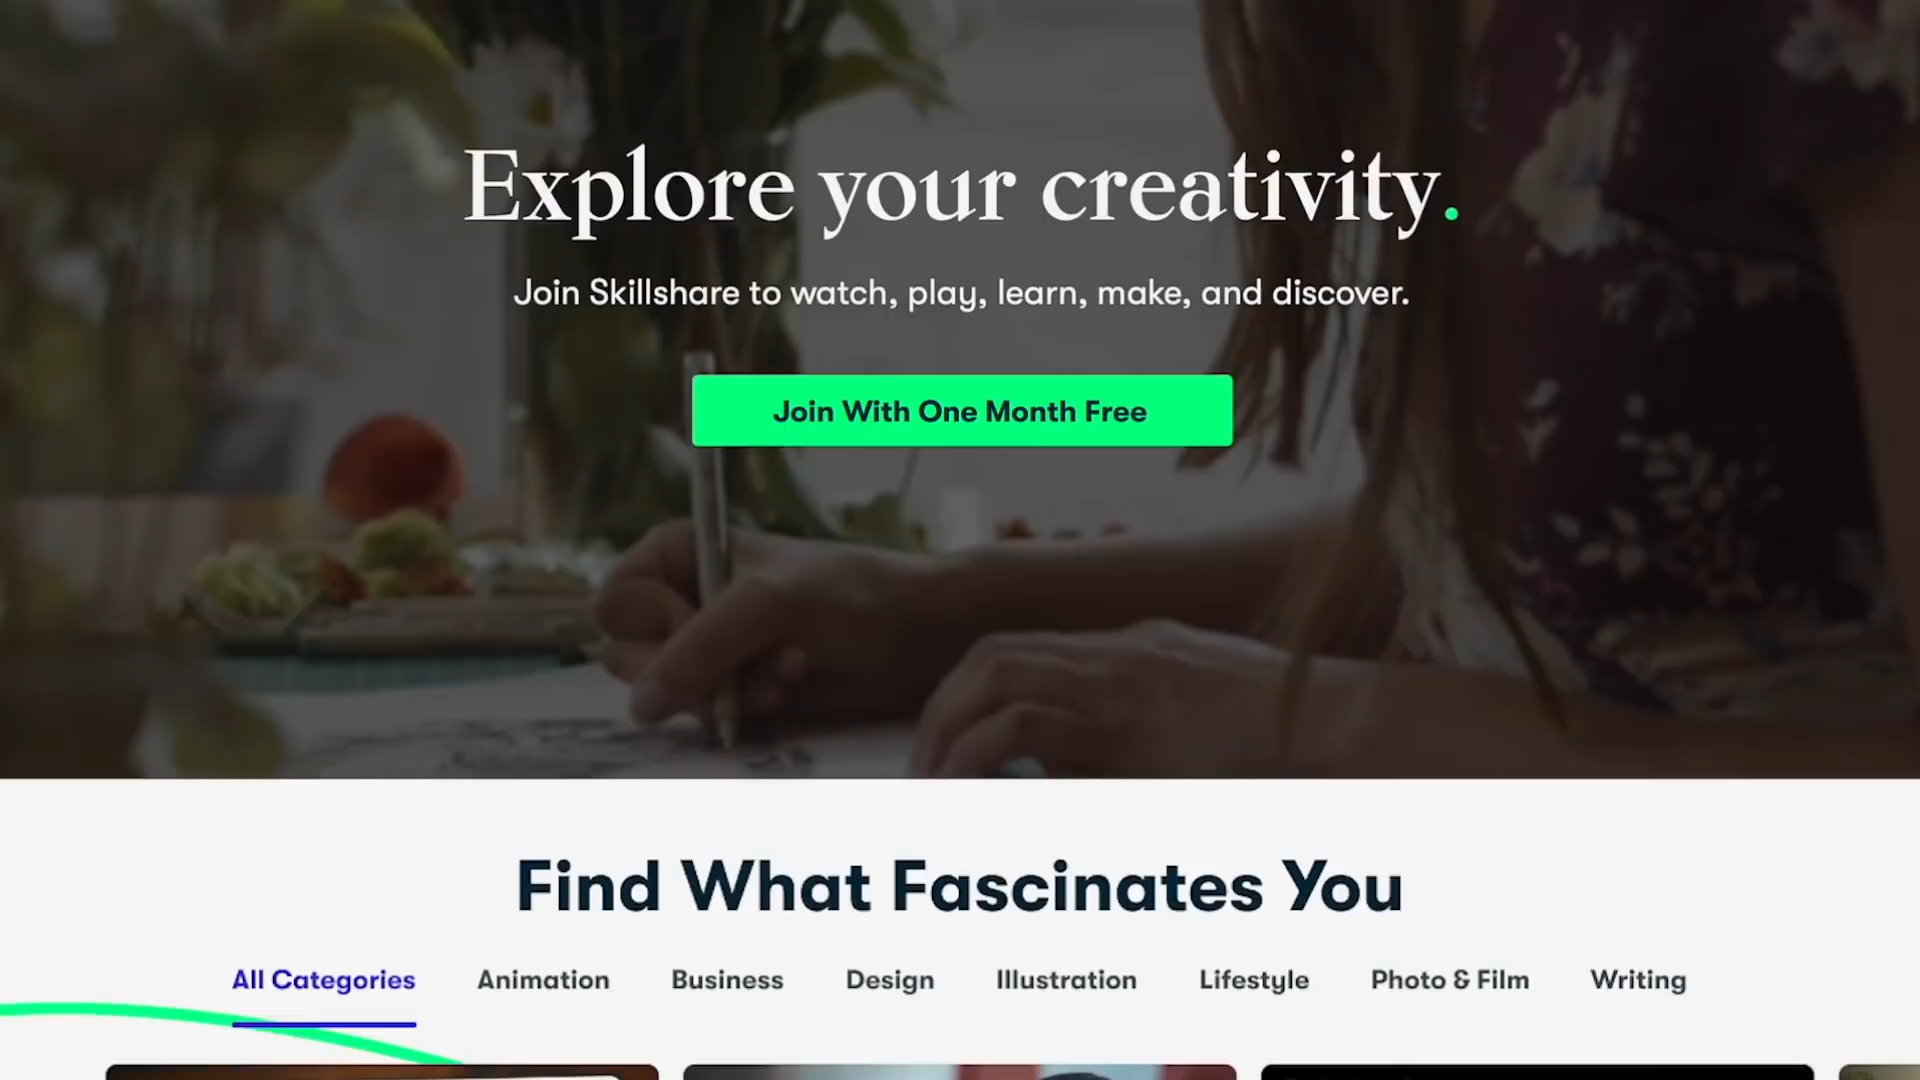 Explore your creativity.
Join Skillshare to watch, play, learn, make, and discover.
Join With One Month Free
Find What Fascinates You
All Categories Animation Business Design Illustration Lifestyle Photo & Film Writing